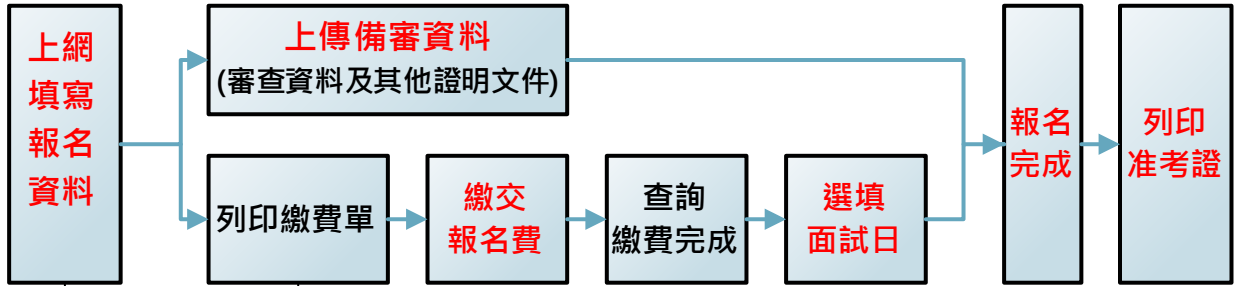 上網
填寫
報名
資料
上傳備審資料
(審查資料及其他證明文件)
列印繳費單
繳交
報名費
查詢
繳費完成
選填
面試日
報名
完成
列印
准考證